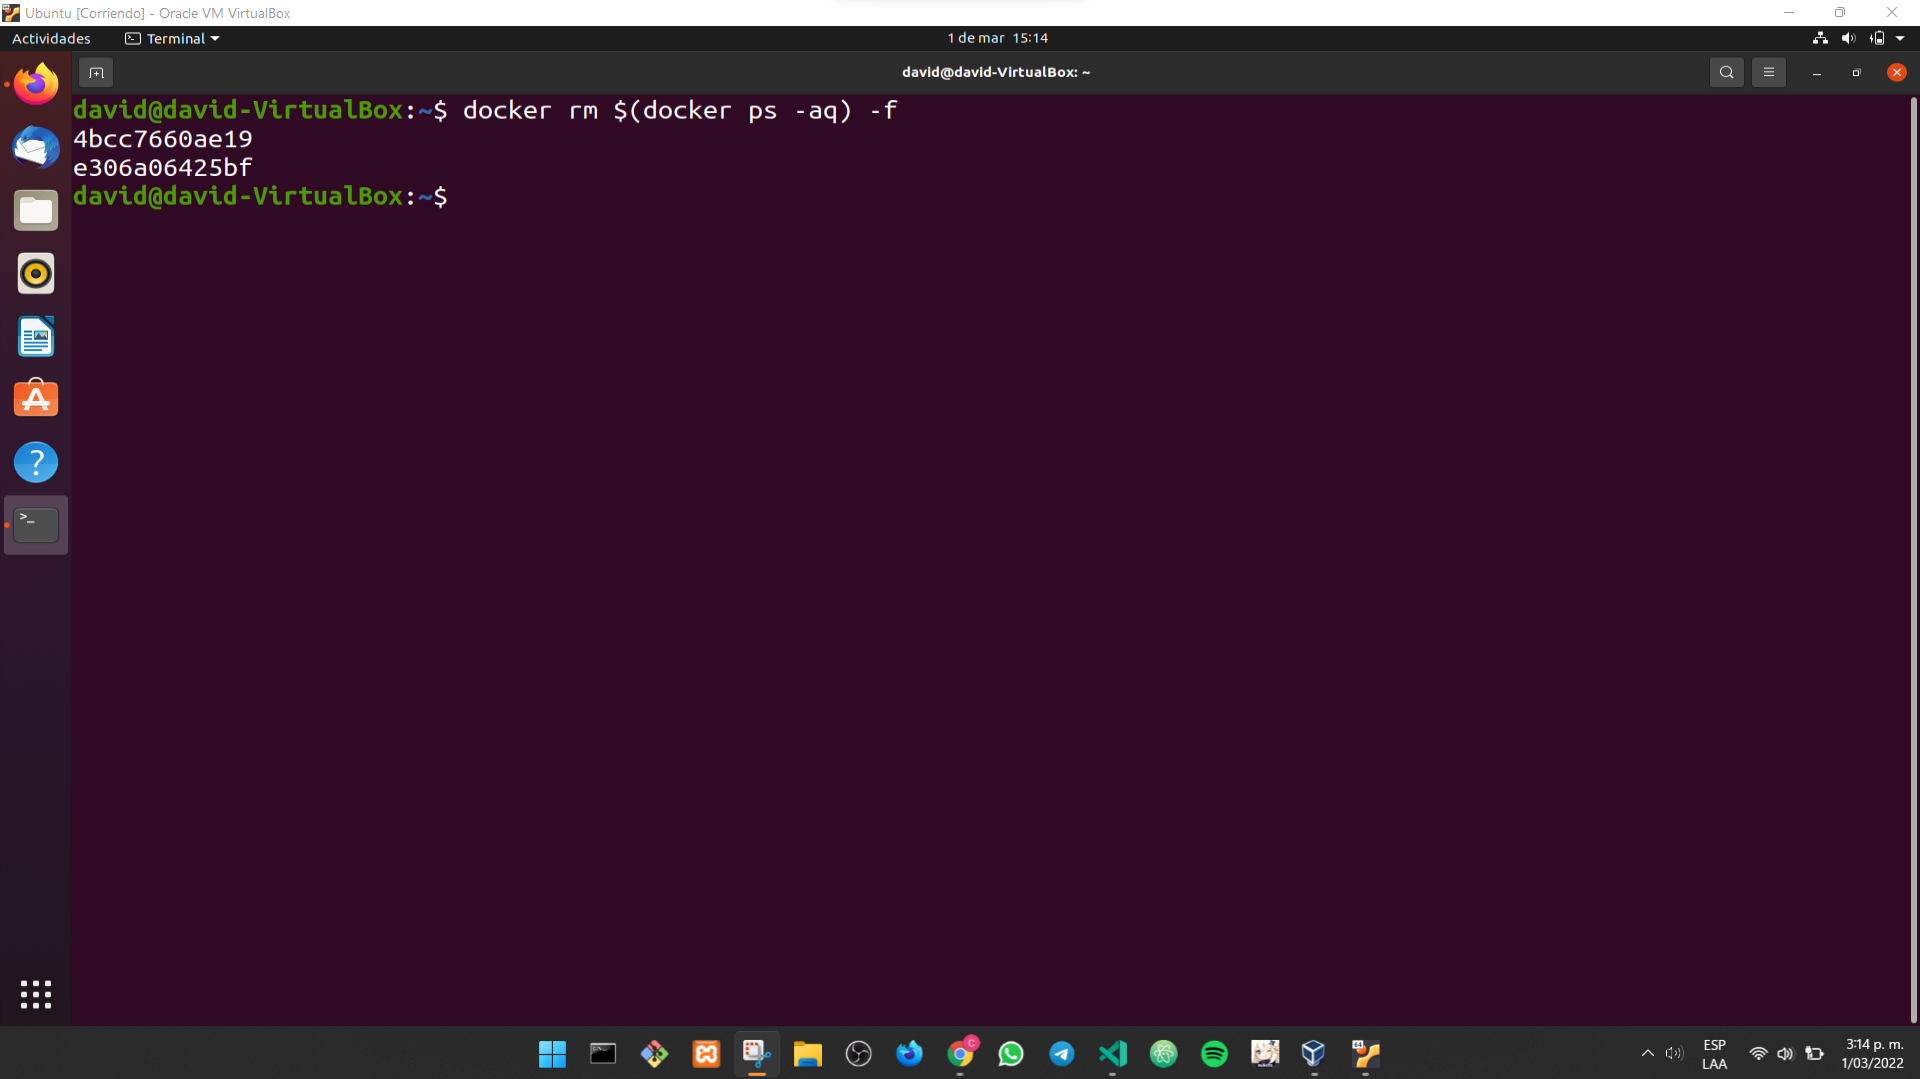 Ubuntu [Corriendo] - Oracle VM VirtualBox
Actividades Terminal 1 de mar 15:14
david@david-VirtualBox: ~
david@david-VirtualBox:~$ docker rm $(docker ps -aq) -f
4bcc7660ae19
e306a06425bf
david@david-VirtualBox:~$
ESP 3:14 p. m.
LAA 1/03/2022